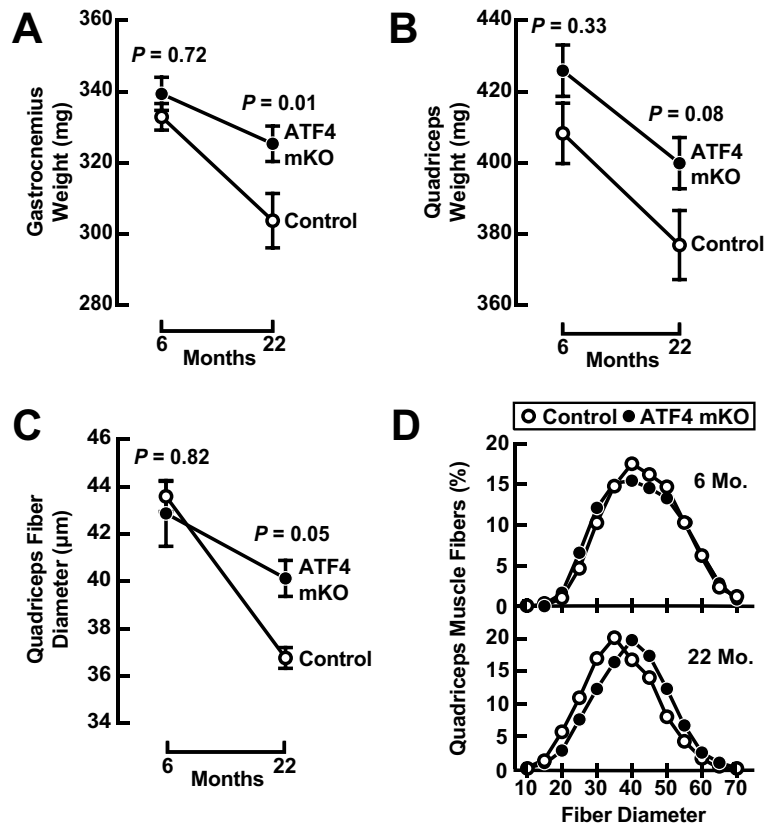 A
Gastrocnemius
Weight (mg)
360
340
320
300
280
P = 0.72
P = 0.01
ATF4
mKO
Control
6
22
Months
B
Quadriceps
Weight (mg)
440
420
400
380
360
P = 0.33
P = 0.08
ATF4
mKO
Control
6
22
Months
C
Quadriceps Fiber
Diameter (µm)
46
44
42
40
38
36
34
P = 0.82
P = 0.05
ATF4
mKO
Control
6
22
Months
D
Control ATF4 mKO
Quadriceps Muscle Fibers (%)
20
15
10
5
0
6 Mo.
20
15
10
5
0
22 Mo.
10 20 30 40 50 60 70
Fiber Diameter